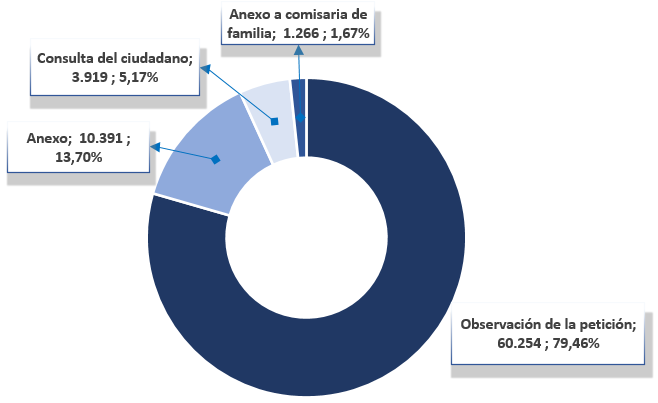 Anexo a comisaria de
familia; 1.266 ; 1,67%
Consulta del ciudadano;
3.919 ; 5,17%
Anexo; 10.391 ;
13,70%
Observación de la petición;
60.254 ; 79,46%